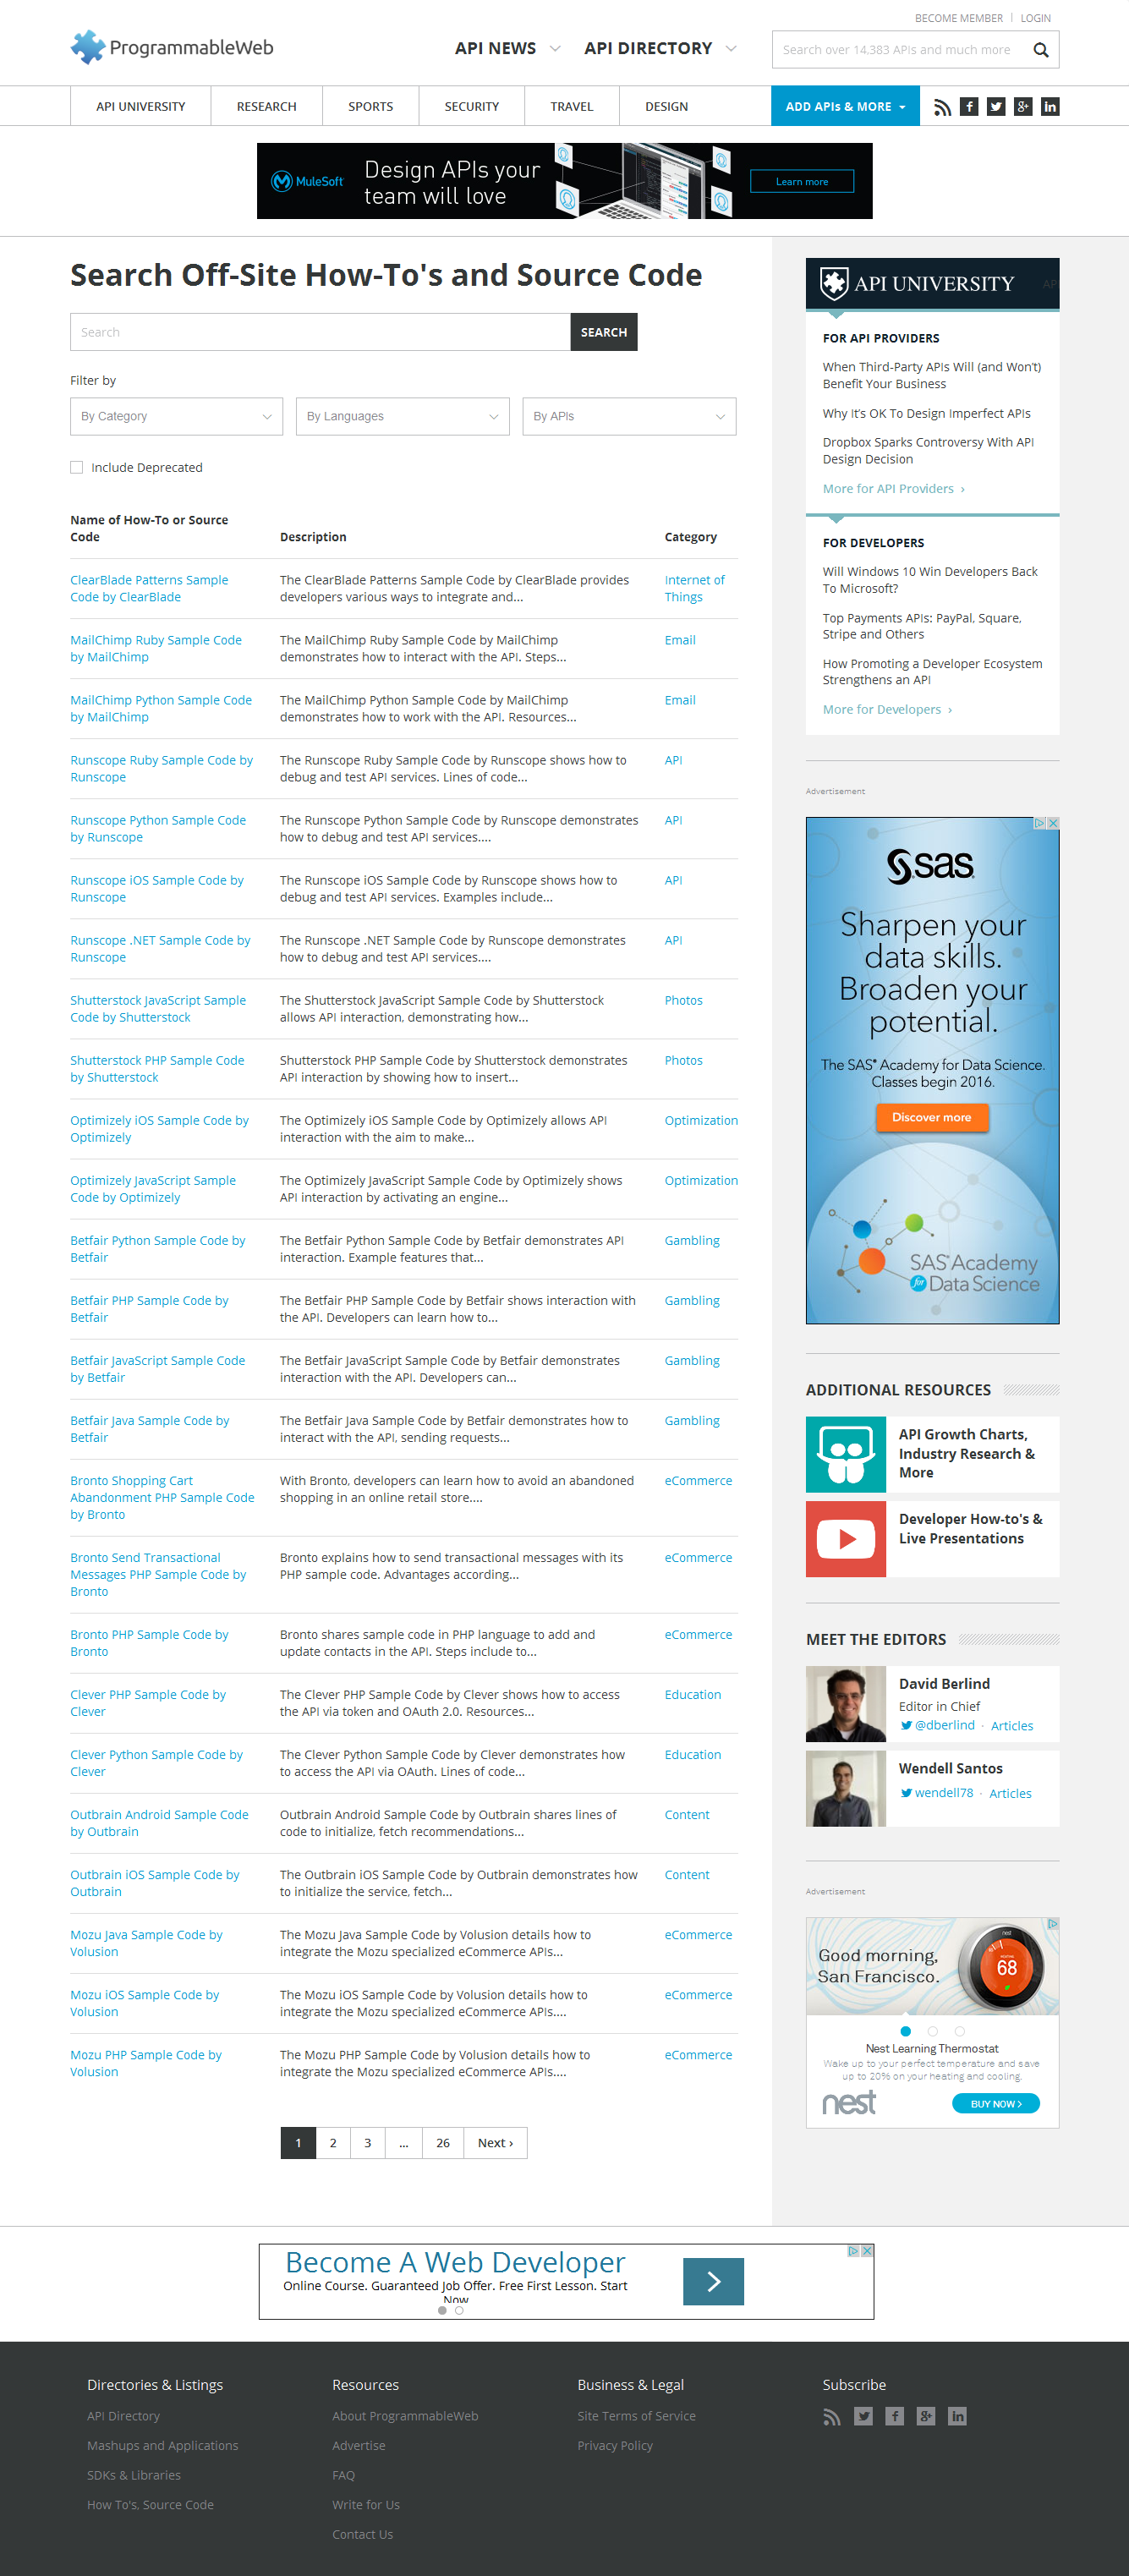 BECOME MEMBER | LOGIN
ProgrammableWeb
API NEWS
API DIRECTORY
Search over 14,383 APIs and much more
API UNIVERSITY
RESEARCH
SPORTS
SECURITY
TRAVEL
DESIGN
ADD APIs & MORE
MuleSoft
Design APIs your
team will love
Learn more
Search Off-Site How-To's and Source Code
Search
SEARCH
Filter by
By Category
By Languages
By APIs
Include Deprecated
Name of How-To or Source
Code
Description
Category
ClearBlade Patterns Sample
Code by ClearBlade
The ClearBlade Patterns Sample Code by ClearBlade provides
developers various ways to integrate and...
Internet of
Things
MailChimp Ruby Sample Code
by MailChimp
The MailChimp Ruby Sample Code by MailChimp
demonstrates how to interact with the API. Steps...
Email
MailChimp Python Sample Code
by MailChimp
The MailChimp Python Sample Code by MailChimp
demonstrates how to work with the API. Resources...
Email
Runscope Ruby Sample Code by
Runscope
The Runscope Ruby Sample Code by Runscope shows how to
debug and test API services. Lines of code...
API
Runscope Python Sample Code
by Runscope
The Runscope Python Sample Code by Runscope demonstrates
how to debug and test API services....
API
Runscope iOS Sample Code by
Runscope
The Runscope iOS Sample Code by Runscope shows how to
debug and test API services. Examples include...
API
Runscope .NET Sample Code by
Runscope
The Runscope .NET Sample Code by Runscope demonstrates
how to debug and test API services....
API
Shutterstock JavaScript Sample
Code by Shutterstock
The Shutterstock JavaScript Sample Code by Shutterstock
allows API interaction, demonstrating how...
Photos
Shutterstock PHP Sample Code
by Shutterstock
Shutterstock PHP Sample Code by Shutterstock demonstrates
API interaction by showing how to insert...
Photos
Optimizely iOS Sample Code by
Optimizely
The Optimizely iOS Sample Code by Optimizely allows API
interaction with the aim to make...
Optimization
Optimizely JavaScript Sample
Code by Optimizely
The Optimizely JavaScript Sample Code by Optimizely shows
API interaction by activating an engine...
Optimization
Betfair Python Sample Code by
Betfair
The Betfair Python Sample Code by Betfair demonstrates API
interaction. Example features that...
Gambling
Betfair PHP Sample Code by
Betfair
The Betfair PHP Sample Code by Betfair shows interaction with
the API. Developers can learn how to...
Gambling
Betfair JavaScript Sample Code
by Betfair
The Betfair JavaScript Sample Code by Betfair demonstrates
interaction with the API. Developers can...
Gambling
Betfair Java Sample Code by
Betfair
The Betfair Java Sample Code by Betfair demonstrates how to
interact with the API, sending requests...
Gambling
Bronto Shopping Cart
Abandonment PHP Sample Code
by Bronto
With Bronto, developers can learn how to avoid an abandoned
shopping in an online retail store....
eCommerce
Bronto Send Transactional
Messages PHP Sample Code by
Bronto
Bronto explains how to send transactional messages with its
PHP sample code. Advantages according...
eCommerce
Bronto PHP Sample Code by
Bronto
Bronto shares sample code in PHP language to add and
update contacts in the API. Steps include to...
eCommerce
Clever PHP Sample Code by
Clever
The Clever PHP Sample Code by Clever shows how to access
the API via token and OAuth 2.0. Resources...
Education
Clever Python Sample Code by
Clever
The Clever Python Sample Code by Clever demonstrates how
to access the API via OAuth. Lines of code...
Education
Outbrain Android Sample Code
by Outbrain
Outbrain Android Sample Code by Outbrain shares lines of
code to initialize, fetch recommendations...
Content
Outbrain iOS Sample Code by
Outbrain
The Outbrain iOS Sample Code by Outbrain demonstrates how
to initialize the service, fetch...
Content
Mozu Java Sample Code by
Volusion
The Mozu Java Sample Code by Volusion details how to
integrate the Mozu specialized eCommerce APIs...
eCommerce
Mozu iOS Sample Code by
Volusion
The Mozu iOS Sample Code by Volusion details how to
integrate the Mozu specialized eCommerce APIs....
eCommerce
Mozu PHP Sample Code by
Volusion
The Mozu PHP Sample Code by Volusion details how to
integrate the Mozu specialized eCommerce APIs....
eCommerce
1 2 3 ... 26 Next ›
API UNIVERSITY
AP
FOR API PROVIDERS
When Third-Party APIs Will (and Won't)
Benefit Your Business
Why It's OK To Design Imperfect APIs
Dropbox Sparks Controversy With API
Design Decision
More for API Providers ›
FOR DEVELOPERS
Will Windows 10 Win Developers Back
To Microsoft?
Top Payments APIs: PayPal, Square,
Stripe and Others
How Promoting a Developer Ecosystem
Strengthens an API
More for Developers ›
Advertisement
sas
Sharpen your
data skills.
Broaden your
potential.
The SAS® Academy for Data Science.
Classes begin 2016.
Discover more
SAS® Academy
for Data Science
ADDITIONAL RESOURCES
API Growth Charts,
Industry Research &
More
Developer How-to's &
Live Presentations
MEET THE EDITORS
David Berlind
Editor in Chief
@dberlind · Articles
Wendell Santos
wendell78 · Articles
Advertisement
Good morning,
San Francisco.
nest
68
Nest Learning Thermostat
Wake up to your perfect temperature and save
up to 20% on your heating and cooling.
nest
BUY NOW >
Become A Web Developer
Online Course. Guaranteed Job Offer. Free First Lesson. Start
Now
Directories & Listings
API Directory
Mashups and Applications
SDKs & Libraries
How To's, Source Code
Resources
About ProgrammableWeb
Advertise
FAQ
Write for Us
Contact Us
Business & Legal
Site Terms of Service
Privacy Policy
Subscribe